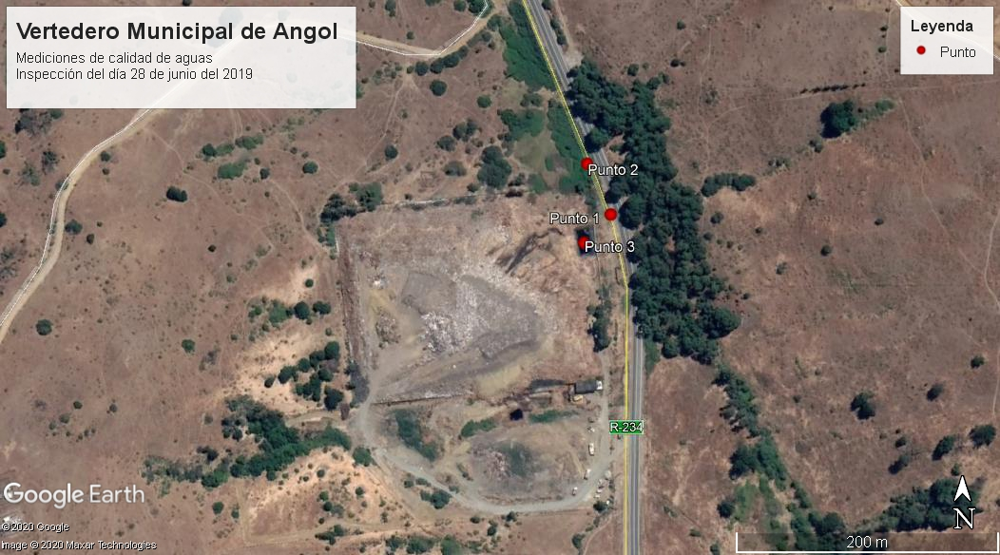 Vertedero Municipal de Angol
Mediciones de calidad de aguas
Inspección del día 28 de junio del 2019
Leyenda
Punto
Punto 2
Punto 1
Punto 3
R-234
Google Earth
© 2020 Google
Image © 2020 Maxar Technologies
N
200 m